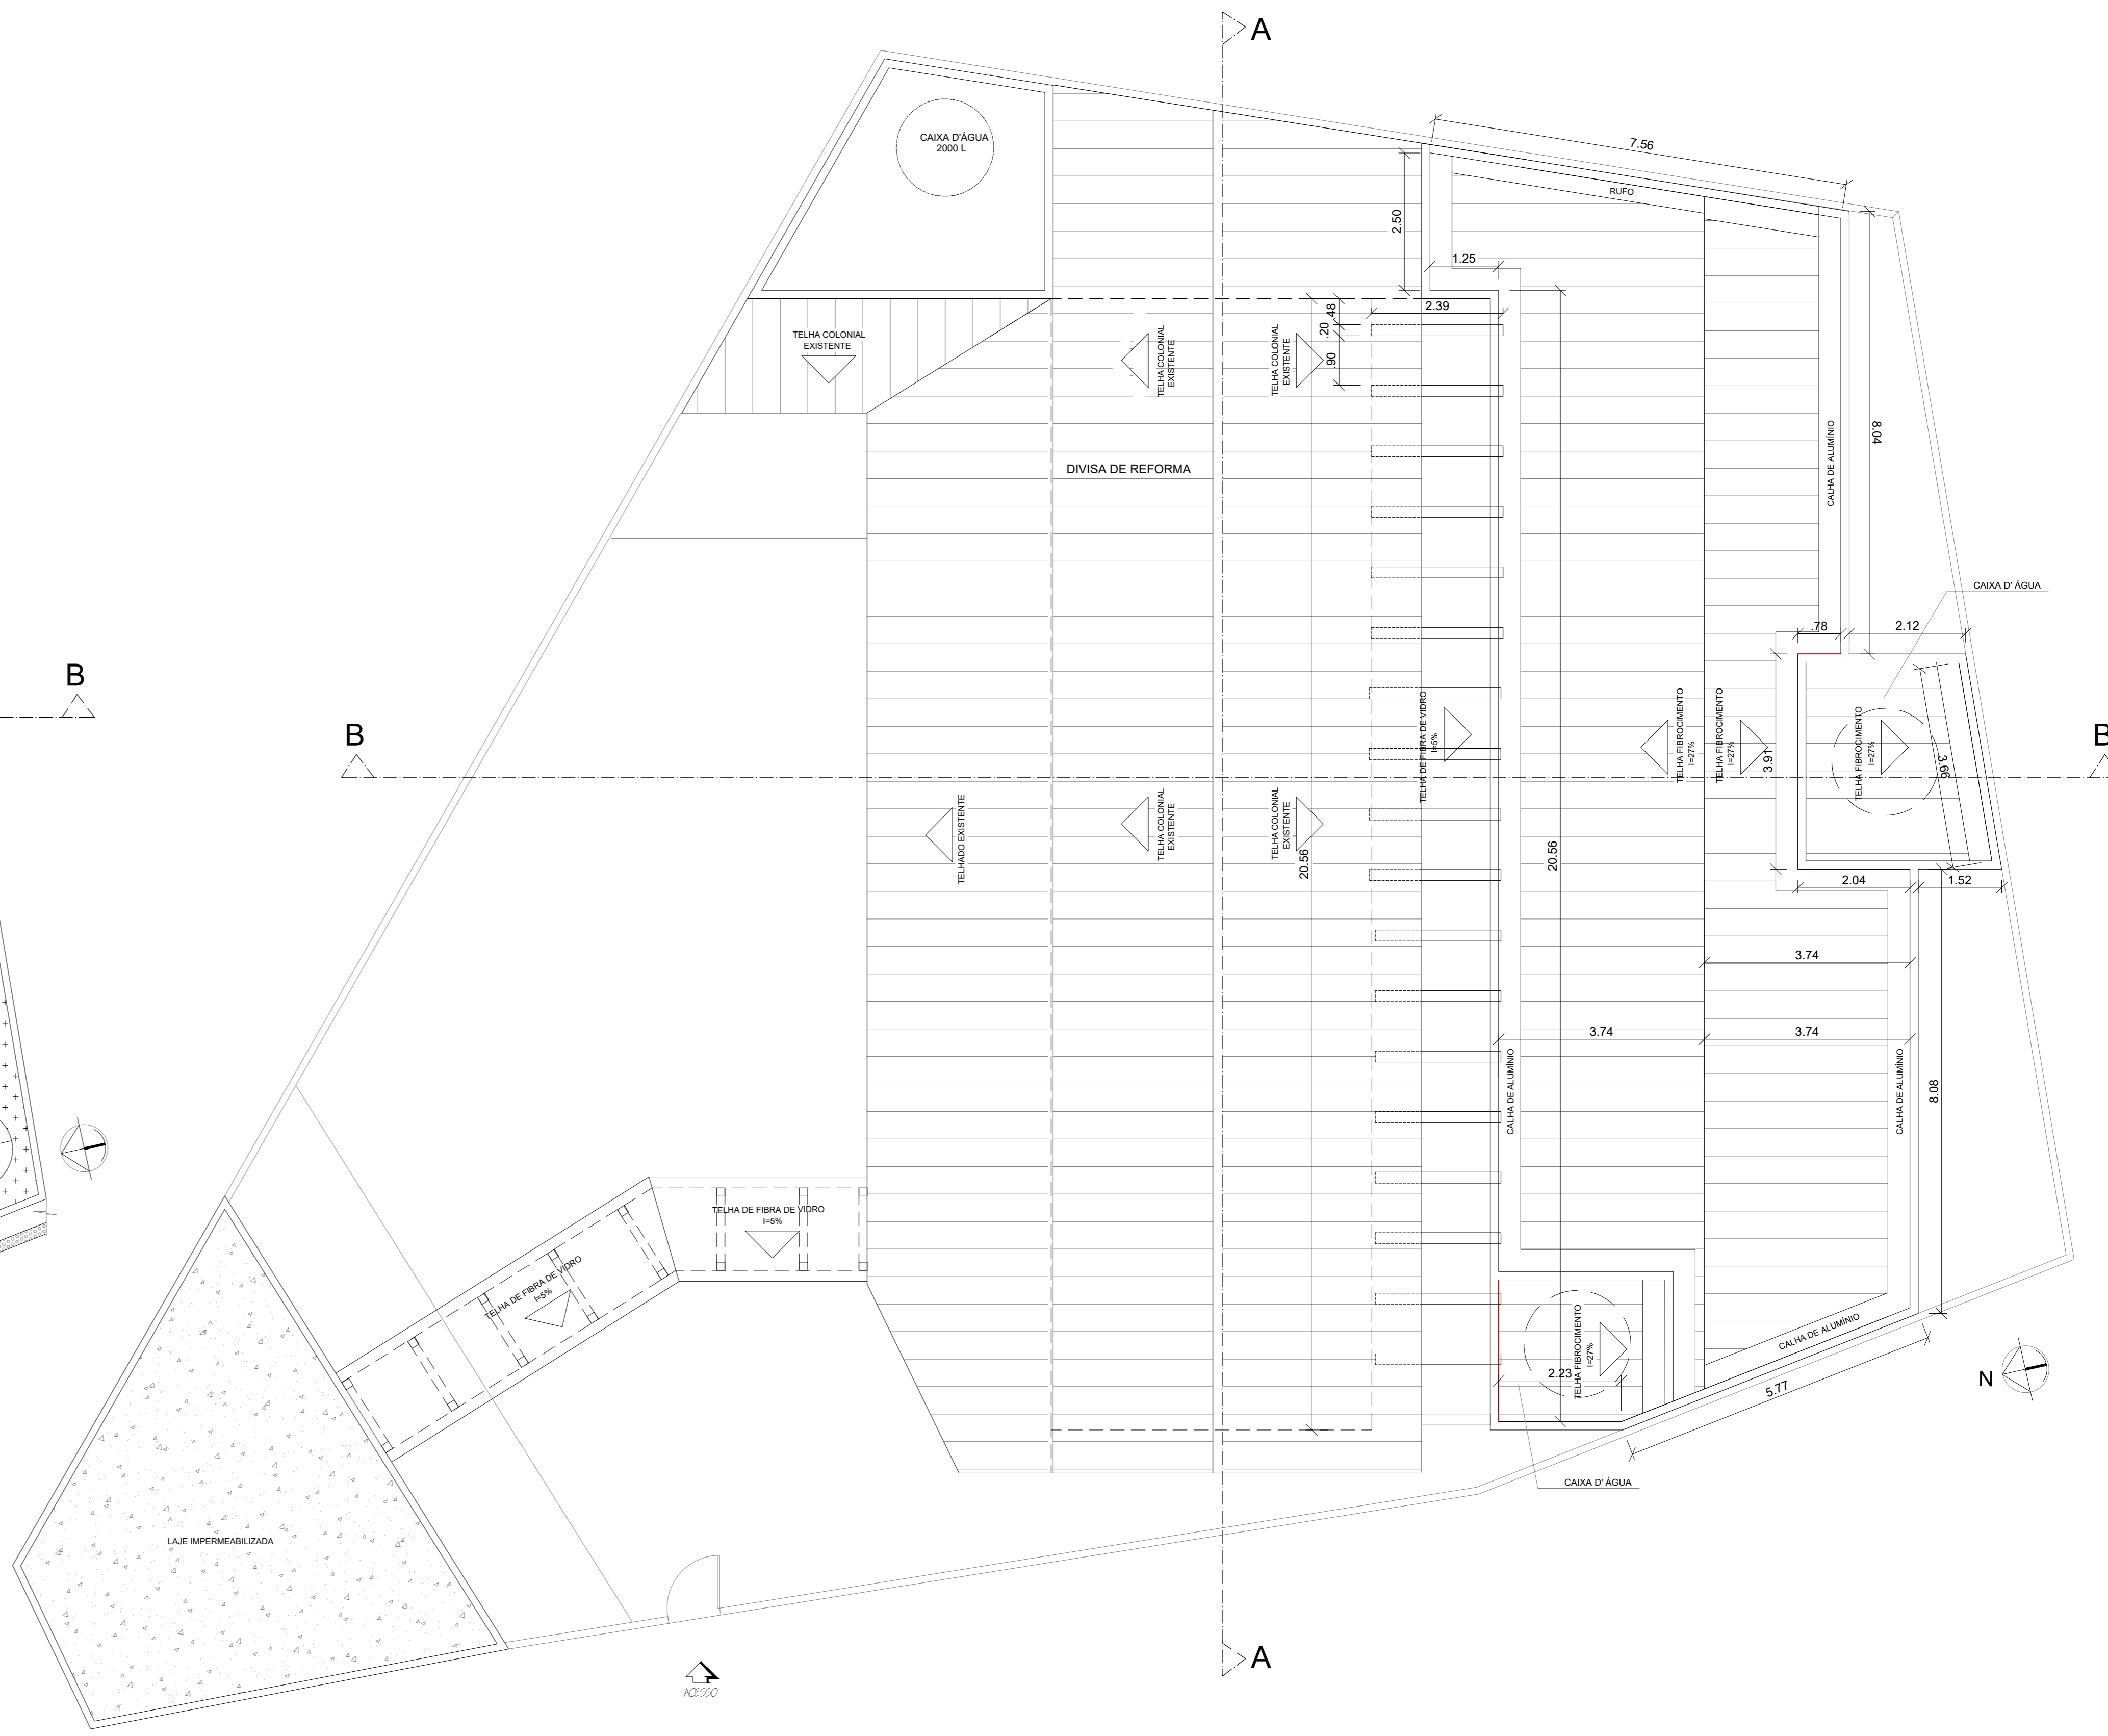 A
CAIXA D'ÁGUA
2000 L
7.56
RUFO
2.50
1.25
2.39
.48
.20
.90
TELHA COLONIAL
EXISTENTE
TELHA COLONIAL
EXISTENTE
TELHA COLONIAL
EXISTENTE
DIVISA DE REFORMA
CALHA DE ALUMÍNIO
8.04
CAIXA D' ÁGUA
.78
2.12
B
B
B
TELHA DE FIBRA DE VIDRO
I=5%
TELHA FIBROCIMENTO
I=27%
TELHA FIBROCIMENTO
I=27%
3.91
TELHA FIBROCIMENTO
I=27%
3.66
TELHADO EXISTENTE
TELHA COLONIAL
EXISTENTE
TELHA COLONIAL
EXISTENTE
20.56
20.56
2.04
1.52
3.74
3.74
3.74
CALHA DE ALUMÍNIO
CALHA DE ALUMÍNIO
8.08
TELHA DE FIBRA DE VIDRO
I=5%
TELHA DE FIBRA DE VIDRO
I=5%
TELHA FIBROCIMENTO
I=27%
2.23
CALHA DE ALUMÍNIO
5.77
N
CAIXA D' ÁGUA
LAJE IMPERMEABILIZADA
A
ACESSO